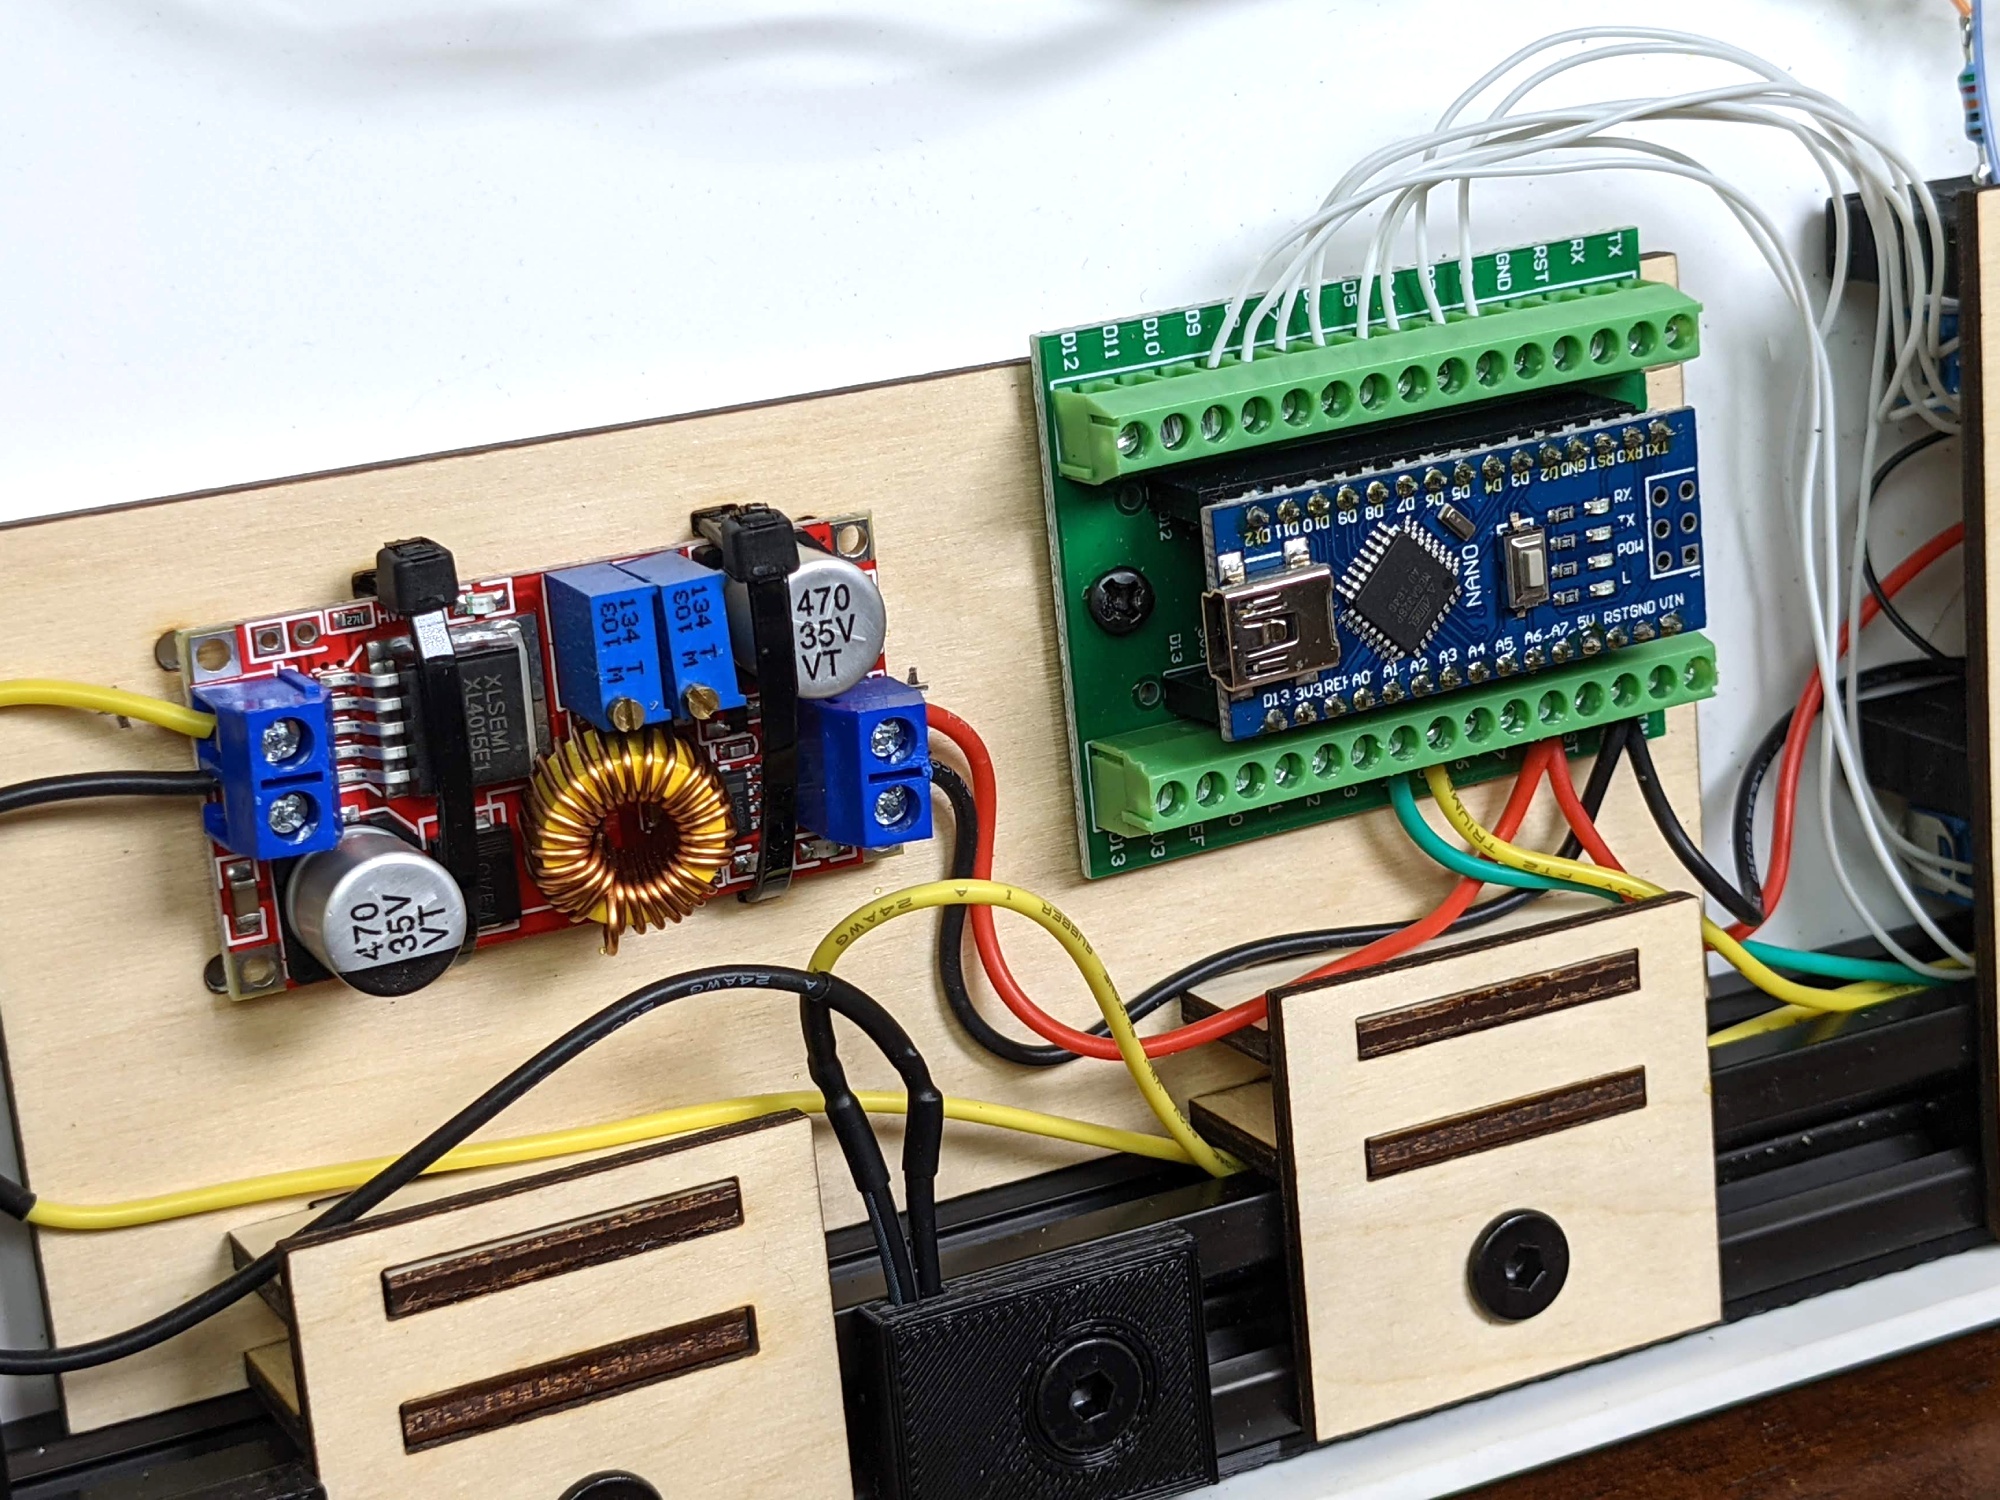 470
35V
VT
XLSEMI
XL4015E1
103
134 T M
103
134 T M
470
35V
VT
24AWG
24AWG
RUBBER
TX
RX
RST
GND
D5
D9
D10
D11
D12
D12
D13
D12
D11
D10
D9
D8
D7
D6
D5
D4
D3
D2
GND
RST
RX0
TX1
RX
TX
POW
L
1
NANO
D13
3V3
REF
A0
A1
A2
A3
A4
A5
A6
A7
5V
RST
GND
VIN
D13